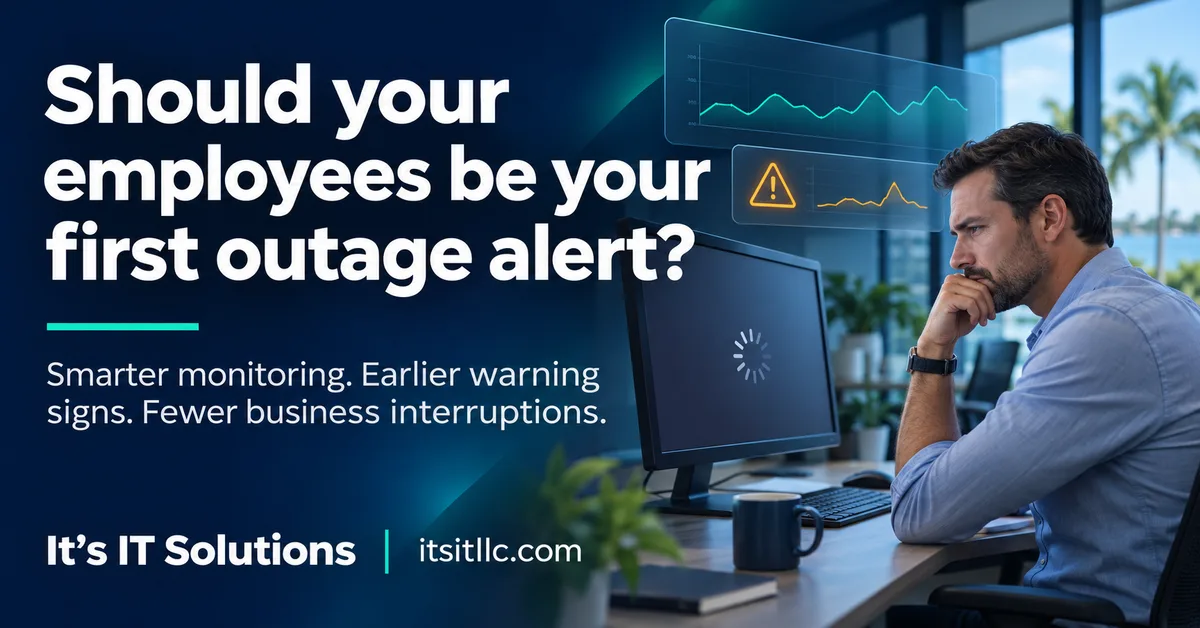 Should your
employees be your
first outage alert?
Smarter monitoring. Earlier warning
signs. Fewer business interruptions.
It's IT Solutions | itsitllc.com